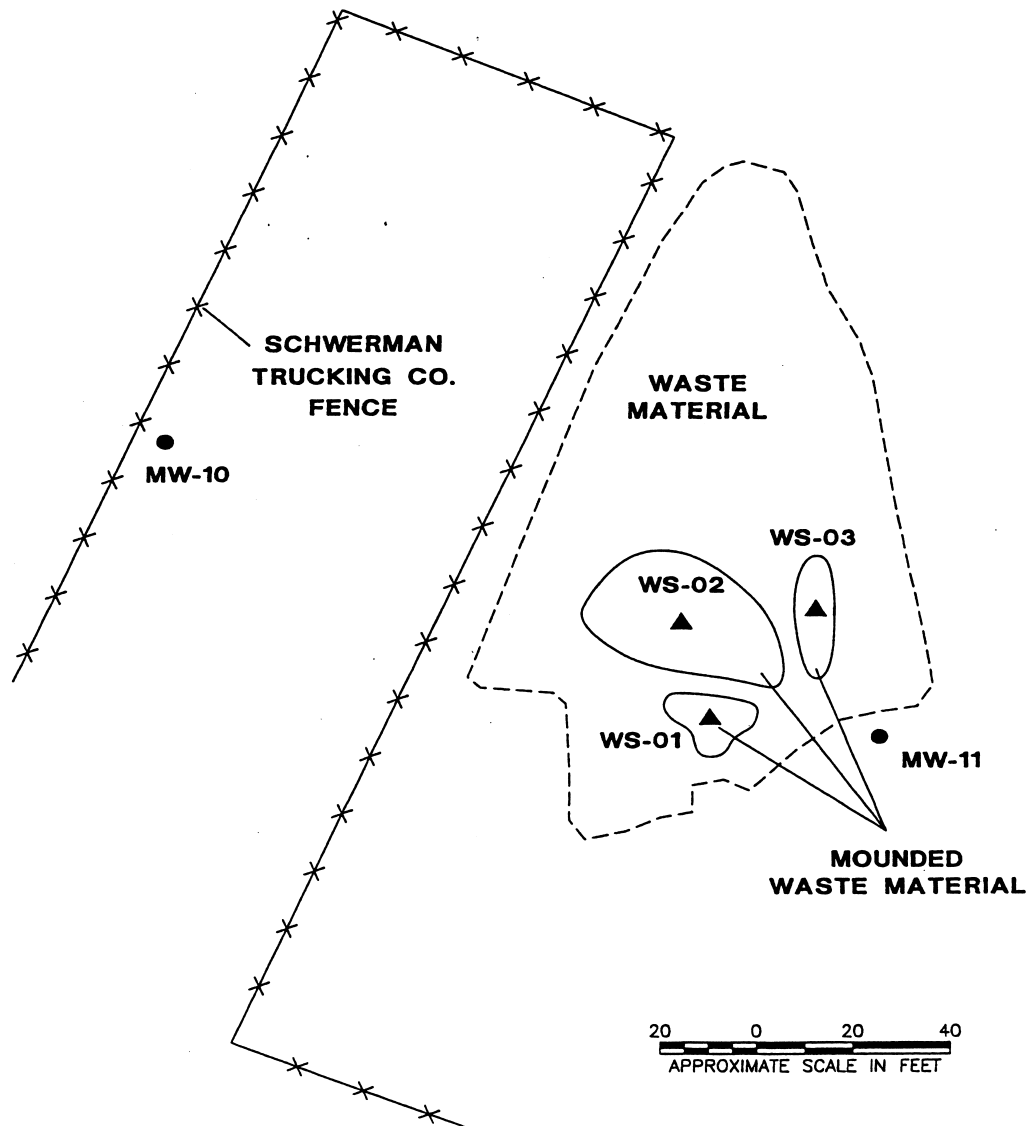 SCHWERMAN
TRUCKING CO.
FENCE
WASTE
MATERIAL
MW-10
WS-03
WS-02
WS-01
MW-11
MOUNDED
WASTE MATERIAL
20 0 20 40
APPROXIMATE SCALE IN FEET